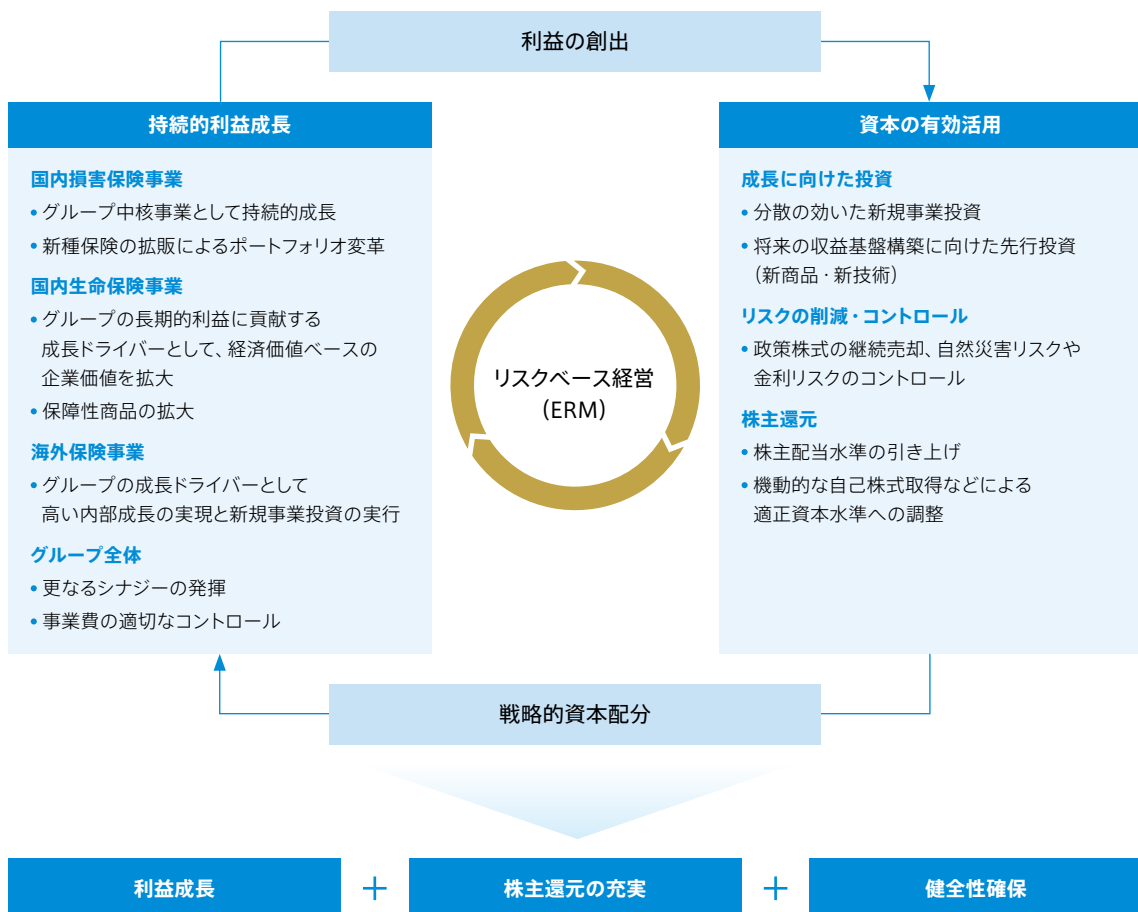 利益の創出
持続的利益成長
国内損害保険事業
• グループ中核事業として持続的成長
• 新種保険の拡販によるポートフォリオ変革
国内生命保険事業
• グループの長期的利益に貢献する
成長ドライバーとして、経済価値ベースの
企業価値を拡大
• 保障性商品の拡大
海外保険事業
• グループの成長ドライバーとして
高い内部成長の実現と新規事業投資の実行
グループ全体
• 更なるシナジーの発揮
• 事業費の適切なコントロール
リスクベース経営
(ERM)
資本の有効活用
成長に向けた投資
• 分散の効いた新規事業投資
• 将来の収益基盤構築に向けた先行投資
(新商品・新技術)
リスクの削減・コントロール
• 政策株式の継続売却、自然災害リスクや
金利リスクのコントロール
株主還元
• 株主配当水準の引き上げ
• 機動的な自己株式取得などによる
適正資本水準への調整
戦略的資本配分
利益成長 + 株主還元の充実 + 健全性確保